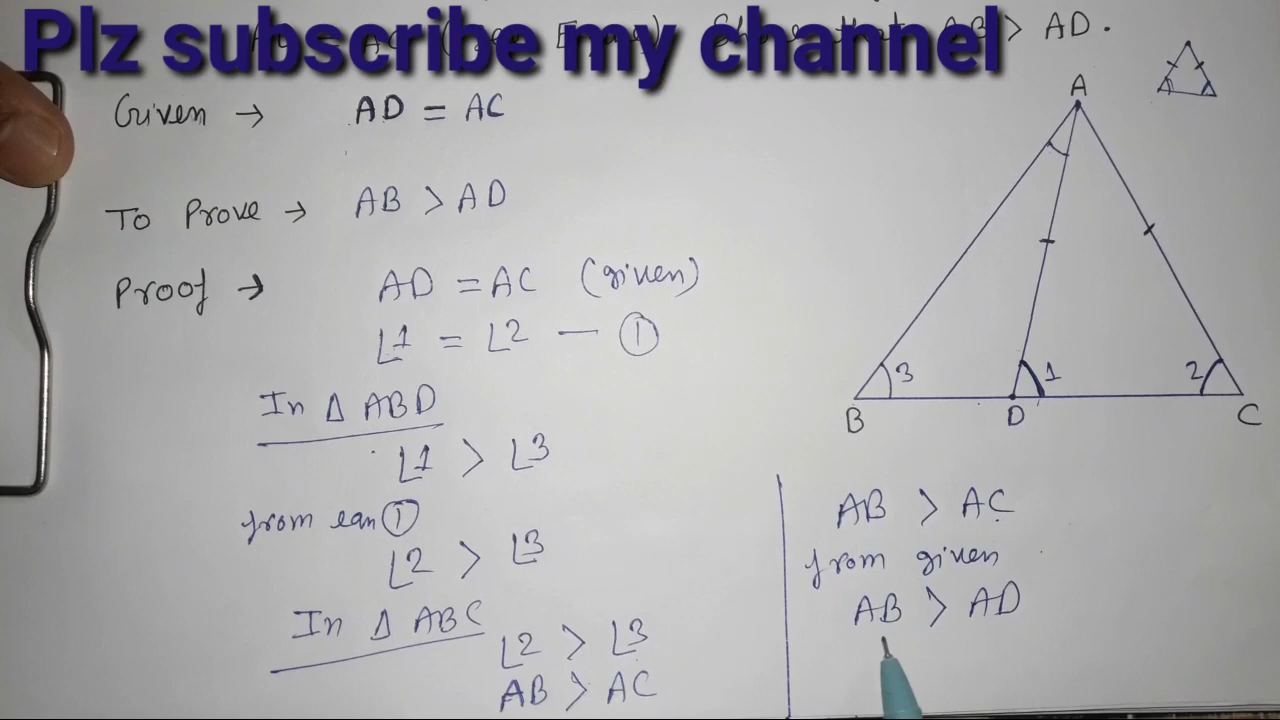 Plz subscribe my channel
AB > AD.
Given → AD = AC
To Prove → AB > AD
Proof → AD = AC (given)
∠1 = ∠2 — ①
In Δ ABD
∠1 > ∠3
from eqn ①
∠2 > ∠3
In Δ ABC
∠2 > ∠3
AB > AC
AB > AC
from given
AB > AD
A
3
1
2
B
D
C